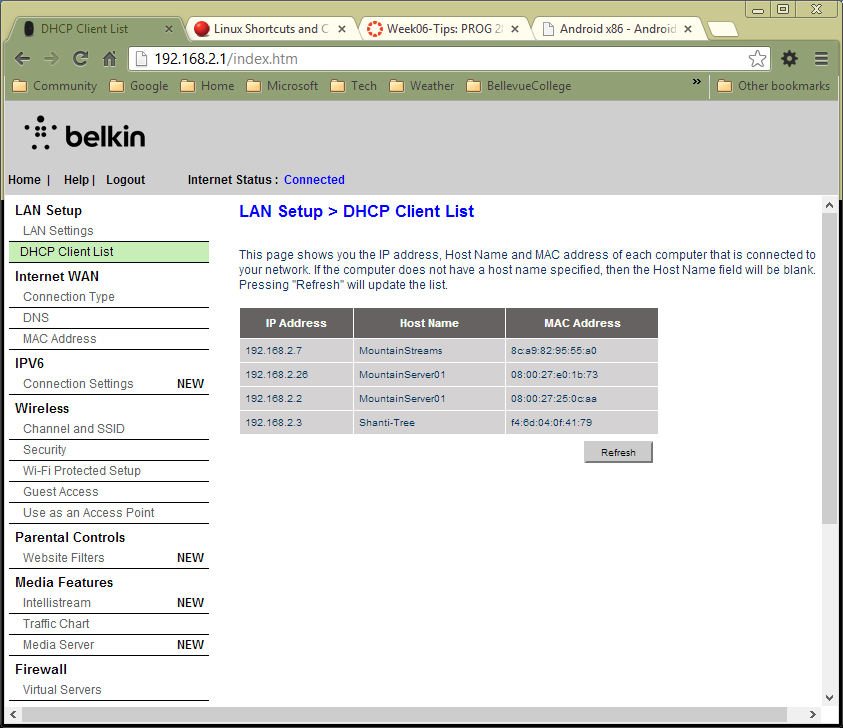 DHCP Client List
Linux Shortcuts and C
Week06-Tips: PROG 2
Android x86 - Android
192.168.2.1/index.htm
Community Google Home Microsoft Tech Weather BellevueCollege » Other bookmarks
belkin
Home | Help | Logout Internet Status : Connected
LAN Setup
LAN Settings
DHCP Client List
Internet WAN
Connection Type
DNS
MAC Address
IPV6
Connection Settings NEW
Wireless
Channel and SSID
Security
Wi-Fi Protected Setup
Guest Access
Use as an Access Point
Parental Controls
Website Filters NEW
Media Features
Intellistream NEW
Traffic Chart
Media Server NEW
Firewall
Virtual Servers
LAN Setup > DHCP Client List
This page shows you the IP address, Host Name and MAC address of each computer that is connected to
your network. If the computer does not have a host name specified, then the Host Name field will be blank.
Pressing "Refresh" will update the list.
IP Address Host Name MAC Address
192.168.2.7 MountainStreams 8c:a9:82:95:55:a0
192.168.2.26 MountainServer01 08:00:27:e0:1b:73
192.168.2.2 MountainServer01 08:00:27:25:0c:aa
192.168.2.3 Shanti-Tree f4:6d:04:0f:41:79
Refresh